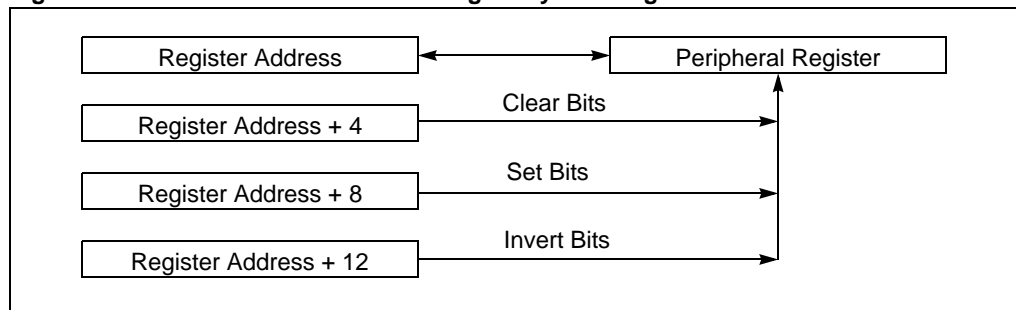 Register Address
Peripheral Register
Clear Bits
Register Address + 4
Set Bits
Register Address + 8
Invert Bits
Register Address + 12